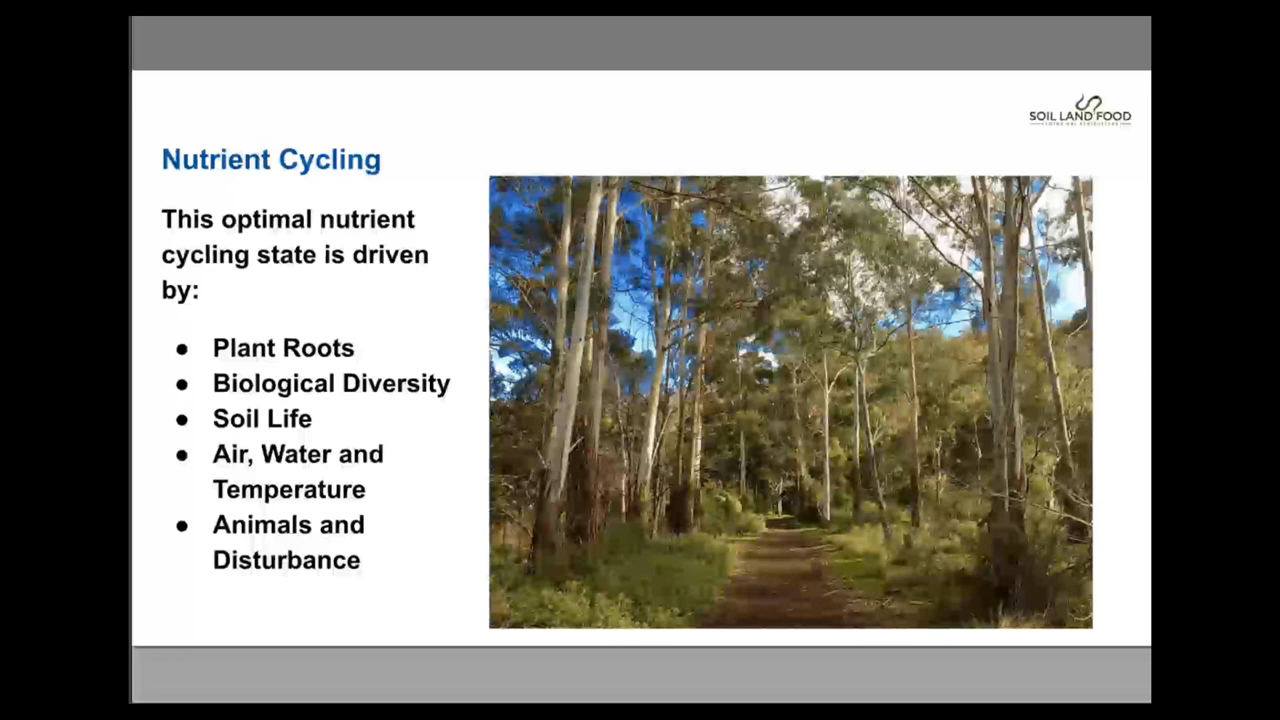 SOIL LAND FOOD
Nutrient Cycling
This optimal nutrient
cycling state is driven
by:
● Plant Roots
● Biological Diversity
● Soil Life
● Air, Water and
Temperature
● Animals and
Disturbance